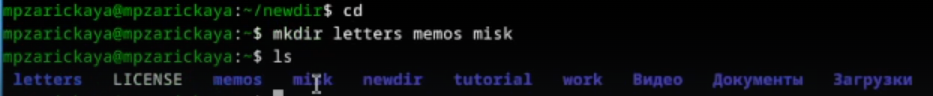 mpzarickaya@mpzarickaya:~/newdir$ cd
mpzarickaya@mpzarickaya:~$ mkdir letters memos misk
mpzarickaya@mpzarickaya:~$ ls
letters LICENSE memos misk newdir tutorial work Видео Документы Загрузки